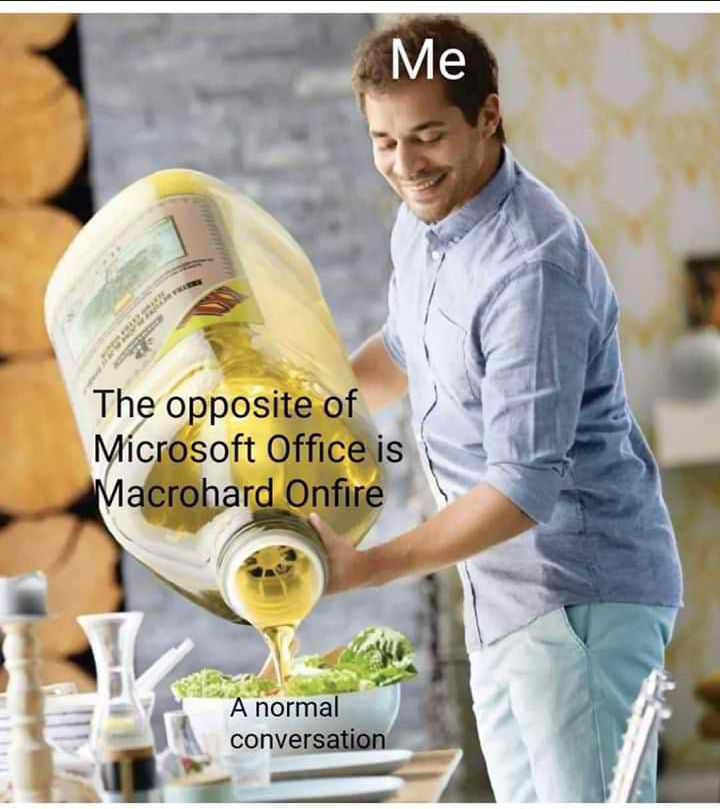 Me
The opposite of
Microsoft Office is
Macrohard Onfire
A normal
conversation